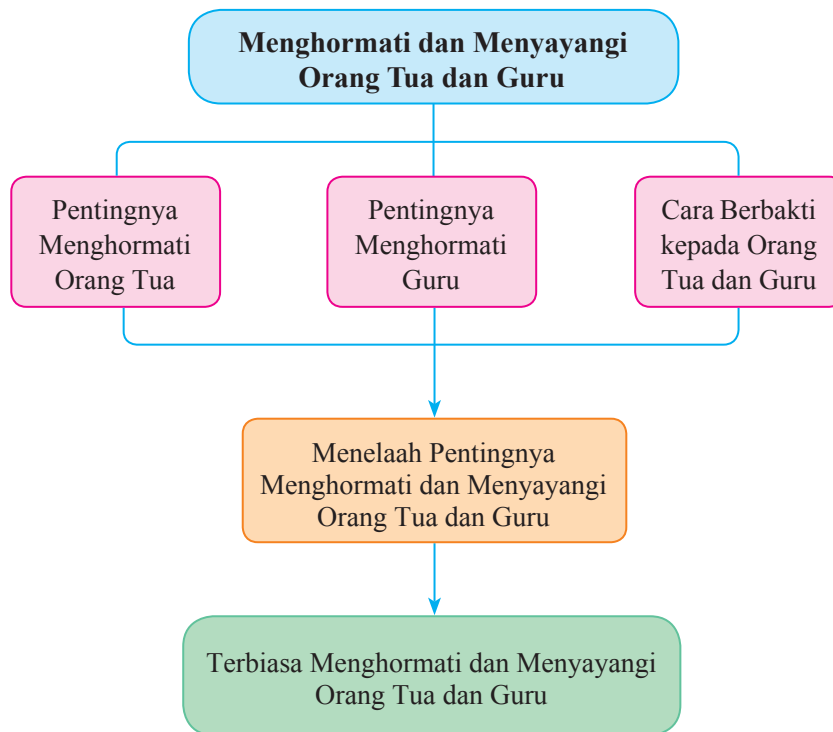 Menghormati dan Menyayangi
Orang Tua dan Guru
Pentingnya
Menghormati
Orang Tua
Pentingnya
Menghormati
Guru
Cara Berbakti
kepada Orang
Tua dan Guru
Menelaah Pentingnya
Menghormati dan Menyayangi
Orang Tua dan Guru
Terbiasa Menghormati dan Menyayangi
Orang Tua dan Guru